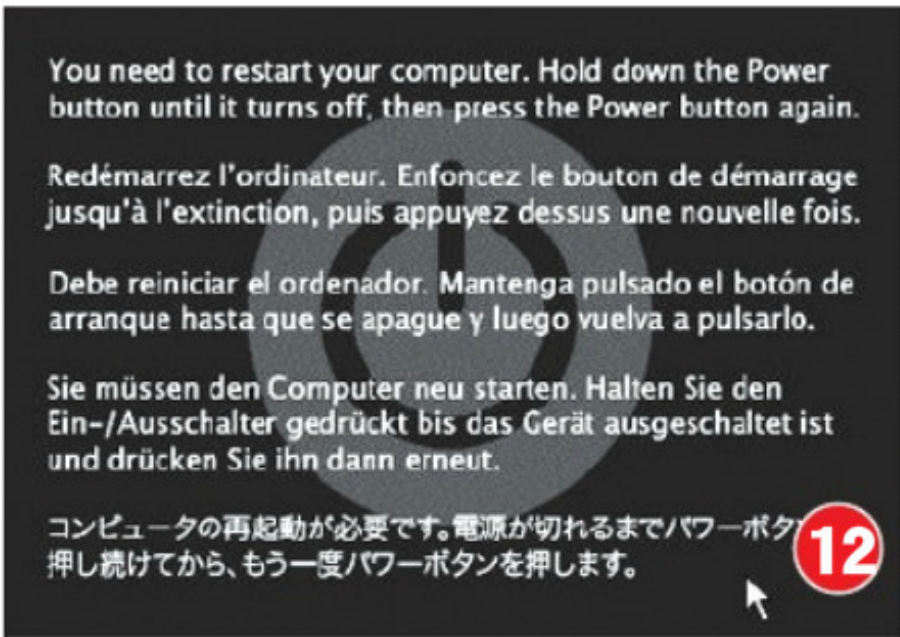 You need to restart your computer. Hold down the Power
button until it turns off, then press the Power button again.
Redémarrez l'ordinateur. Enfoncez le bouton de démarrage
jusqu'à l'extinction, puis appuyez dessus une nouvelle fois.
Debe reiniciar el ordenador. Mantenga pulsado el botón de
arranque hasta que se apague y luego vuelva a pulsarlo.
Sie müssen den Computer neu starten. Halten Sie den
Ein-/Ausschalter gedrückt bis das Gerät ausgeschaltet ist
und drücken Sie ihn dann erneut.
コンピュータの再起動が必要です。電源が切れるまでパワーボタ
押し続けてから、もう一度パワーボタンを押します。
12